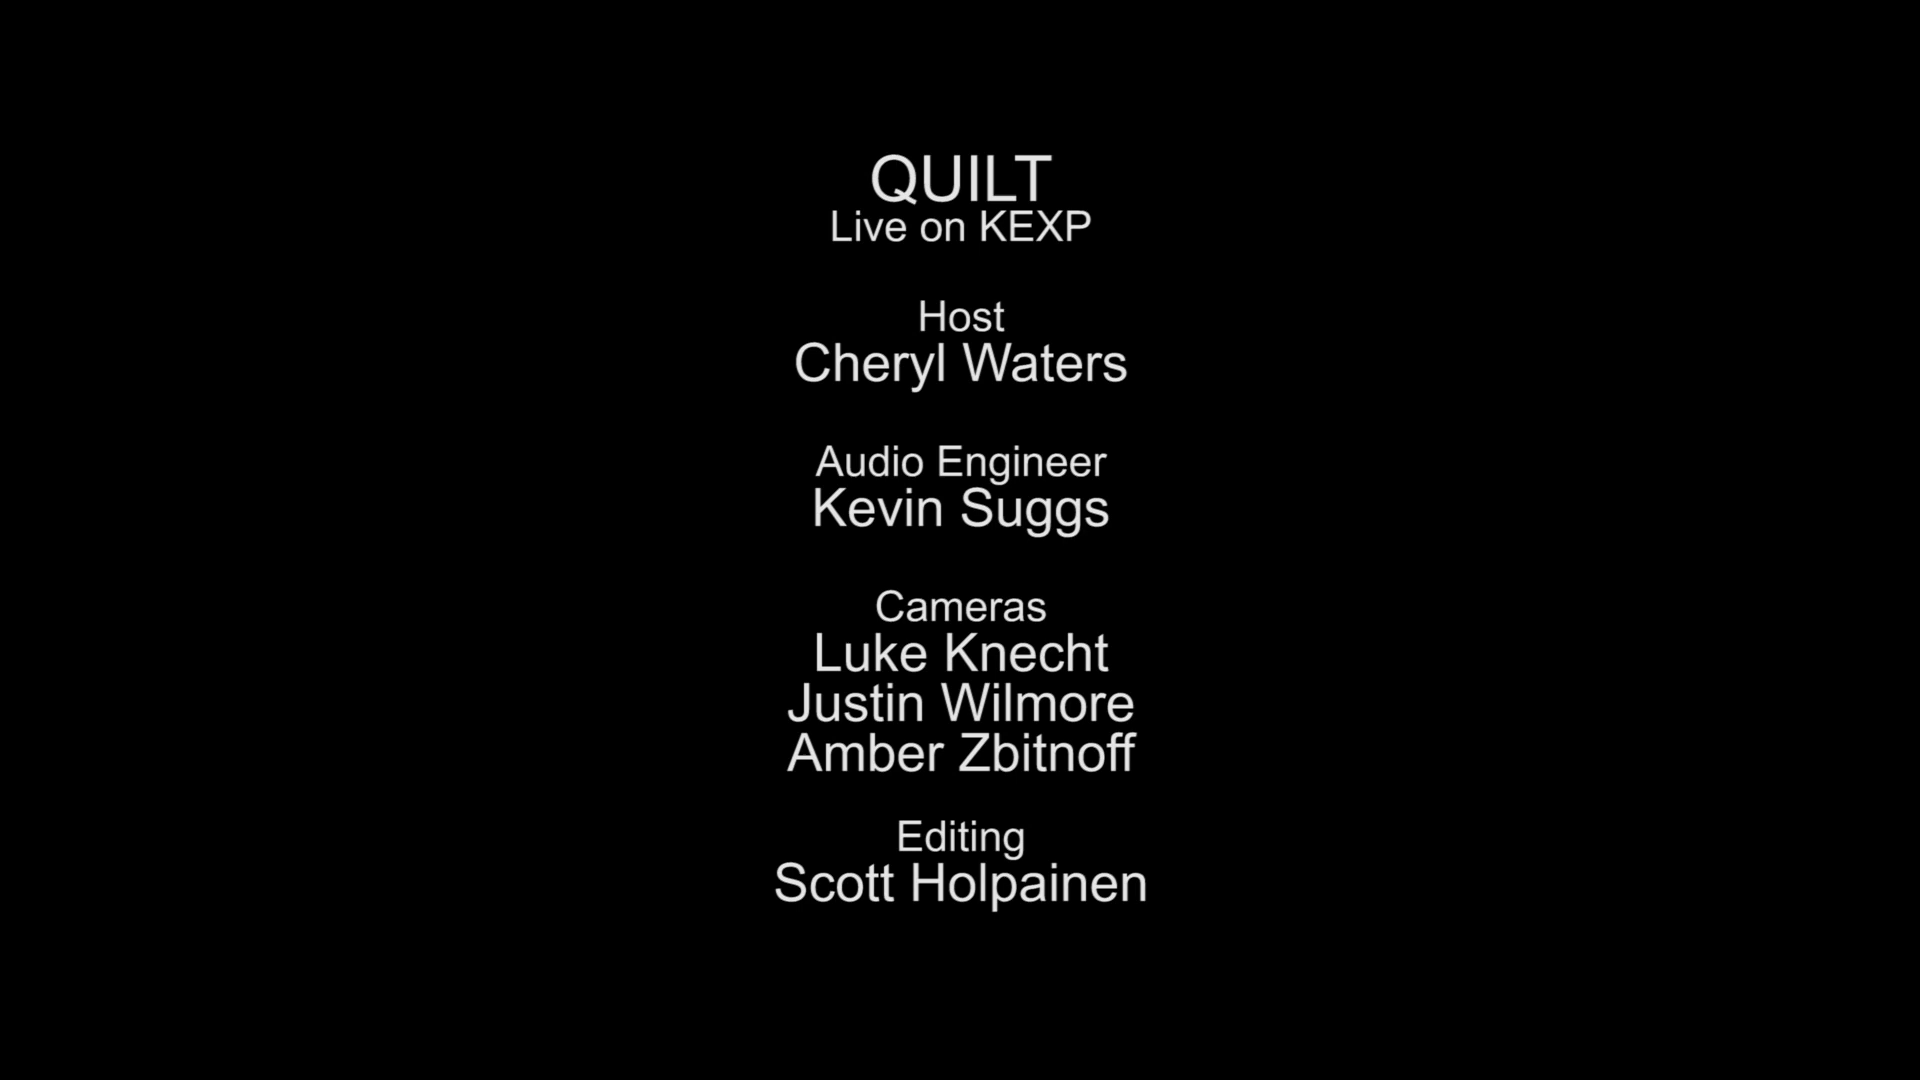 QUILT
Live on KEXP
Host
Cheryl Waters
Audio Engineer
Kevin Suggs
Cameras
Luke Knecht
Justin Wilmore
Amber Zbitnoff
Editing
Scott Holpainen